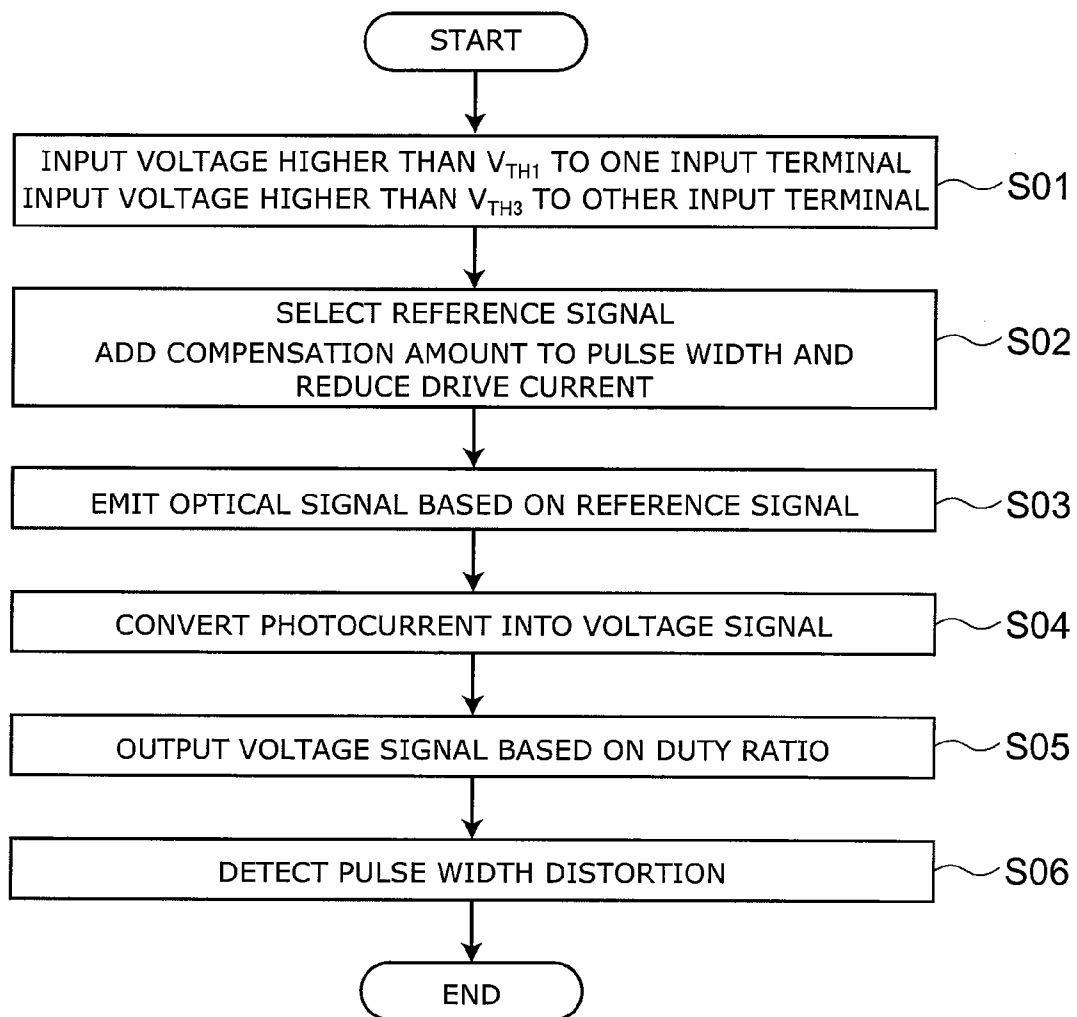 START
INPUT VOLTAGE HIGHER THAN VTH1 TO ONE INPUT TERMINAL
INPUT VOLTAGE HIGHER THAN VTH3 TO OTHER INPUT TERMINAL
S01
SELECT REFERENCE SIGNAL
ADD COMPENSATION AMOUNT TO PULSE WIDTH AND
REDUCE DRIVE CURRENT
S02
EMIT OPTICAL SIGNAL BASED ON REFERENCE SIGNAL
S03
CONVERT PHOTOCURRENT INTO VOLTAGE SIGNAL
S04
OUTPUT VOLTAGE SIGNAL BASED ON DUTY RATIO
S05
DETECT PULSE WIDTH DISTORTION
S06
END